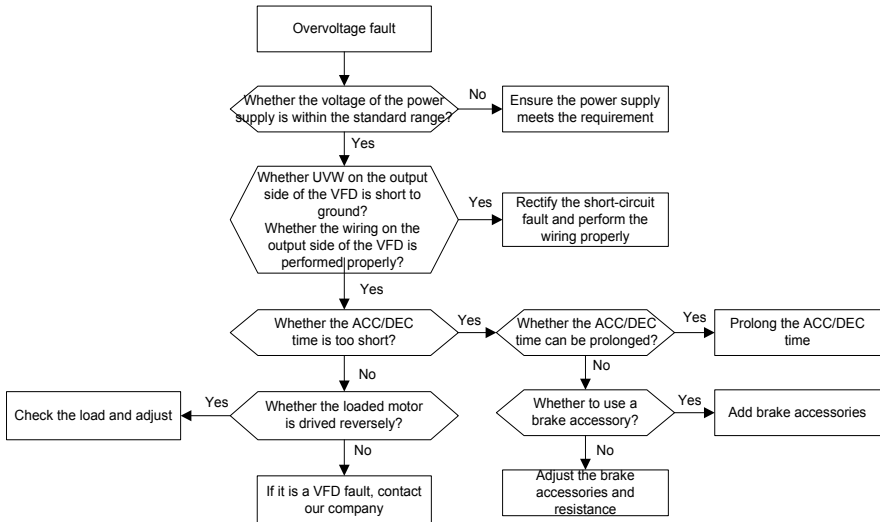 Overvoltage fault
Whether the voltage of the power
supply is within the standard range?
No
Ensure the power supply
meets the requirement
Yes
Whether UVW on the output
side of the VFD is short to
ground?
Whether the wiring on the
output side of the VFD is
performed properly?
Yes
Rectify the short-circuit
fault and perform the
wiring properly
Yes
Whether the ACC/DEC
time is too short?
Yes
Whether the ACC/DEC
time can be prolonged?
Yes
Prolong the ACC/DEC
time
No
No
Check the load and adjust
Yes
Whether the loaded motor
is drived reversely?
Whether to use a
brake accessory?
Yes
Add brake accessories
No
No
If it is a VFD fault, contact
our company
Adjust the brake
accessories and
resistance